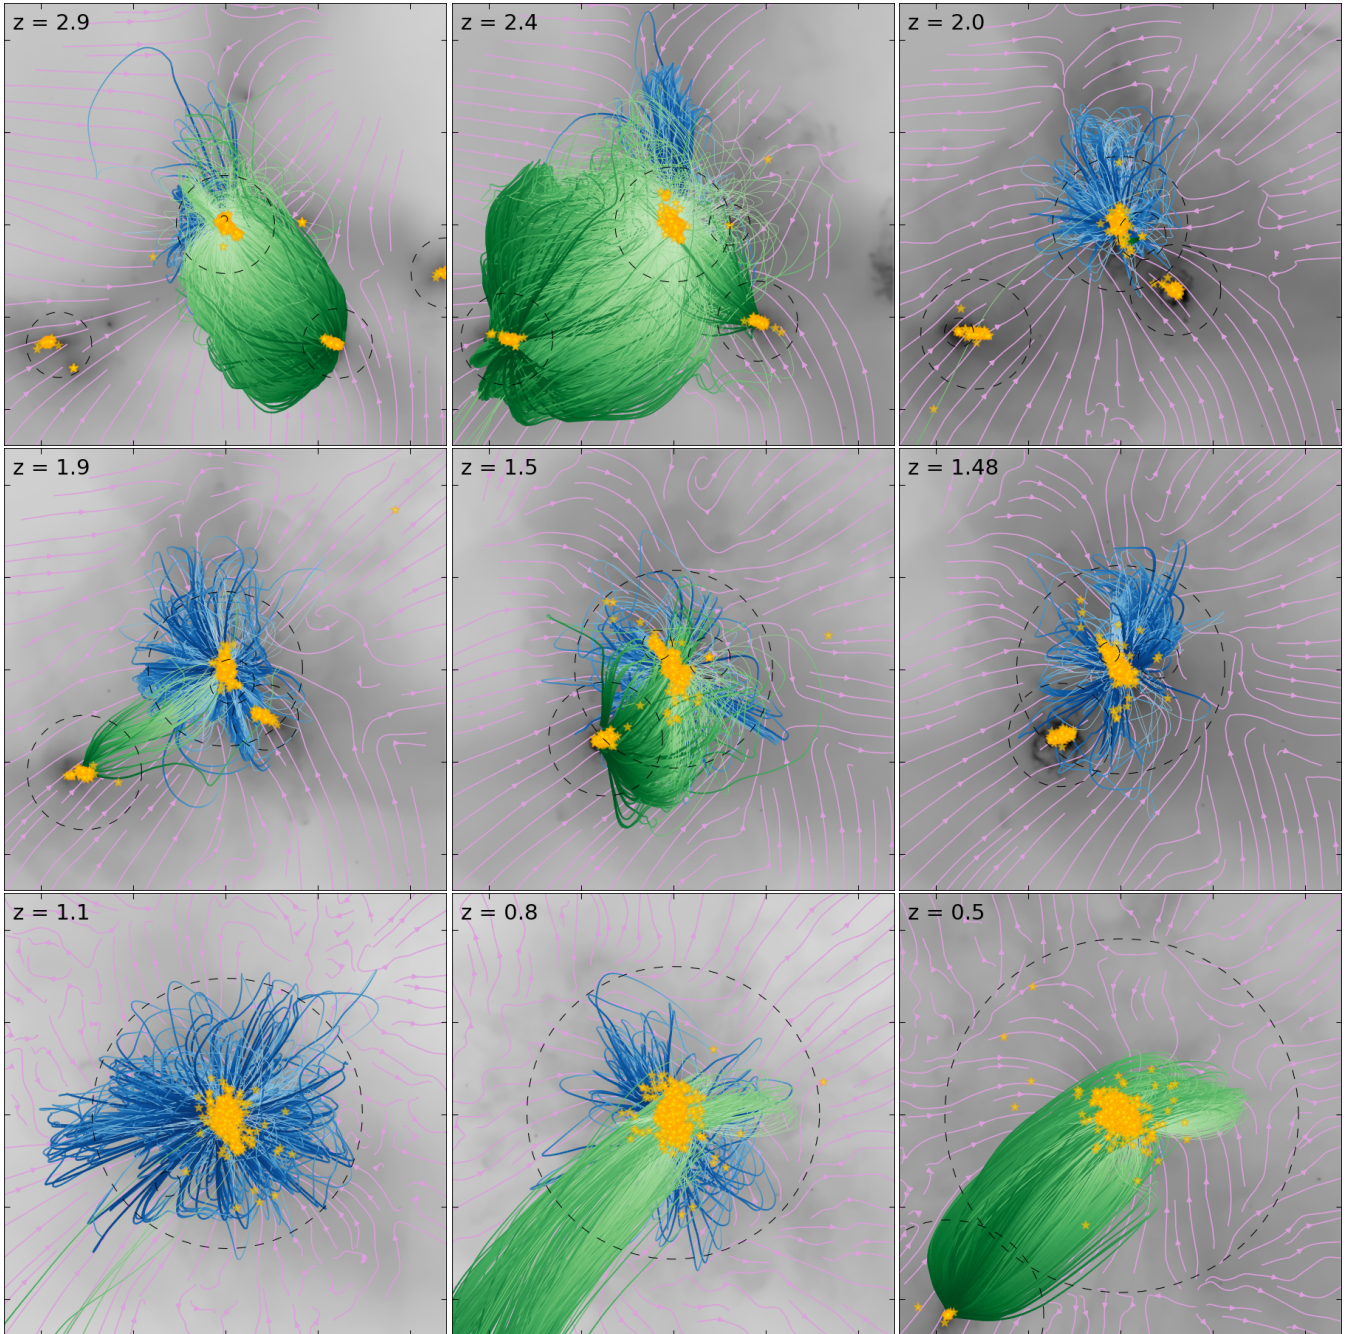 z = 2.9
z = 2.4
z = 2.0
z = 1.9
z = 1.5
z = 1.48
z = 1.1
z = 0.8
z = 0.5